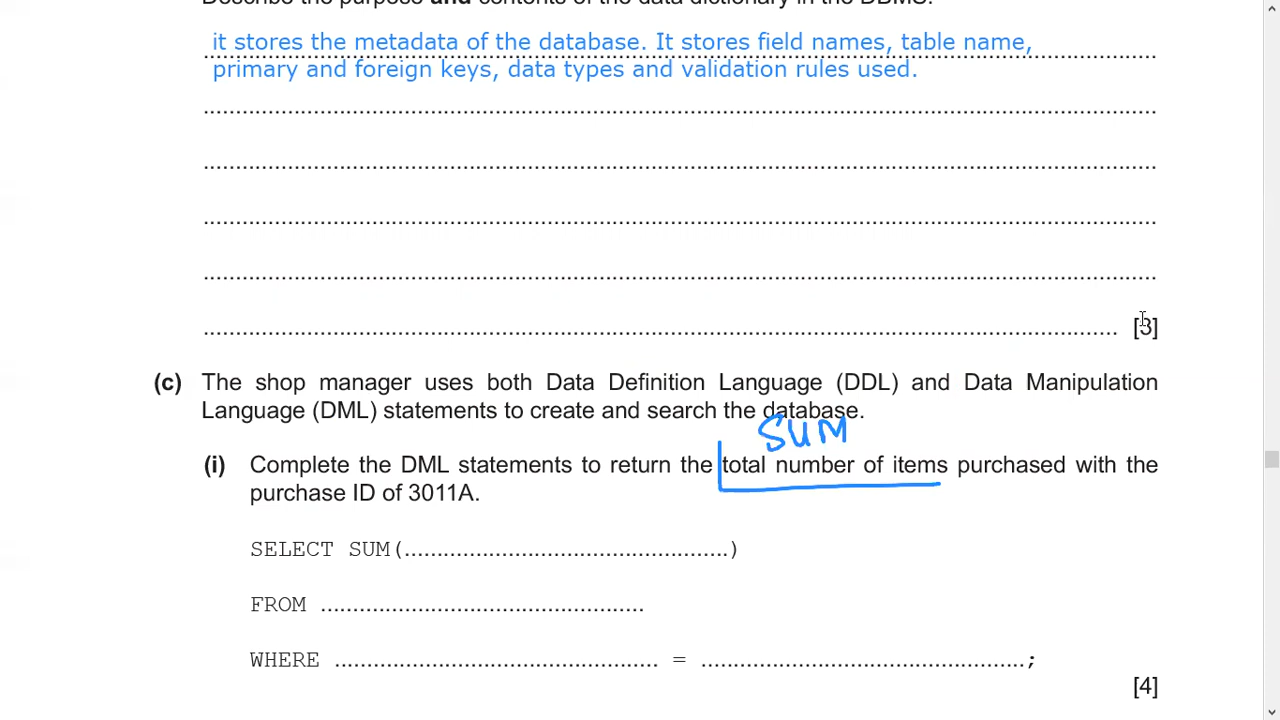 Describe the purpose and contents of the data dictionary in the DBMS.
it stores the metadata of the database. It stores field names, table name,
primary and foreign keys, data types and validation rules used.
[3]
(c) The shop manager uses both Data Definition Language (DDL) and Data Manipulation
Language (DML) statements to create and search the database.
SUM
(i) Complete the DML statements to return the total number of items purchased with the
purchase ID of 3011A.
SELECT SUM(..................................................)
FROM ..................................................
WHERE .................................................. = ..................................................;
[4]